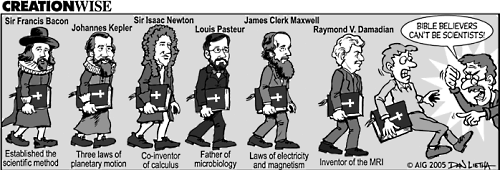 CREATIONWISE
Sir Francis Bacon
Johannes Kepler
Sir Isaac Newton
Louis Pasteur
James Clerk Maxwell
Raymond V. Damadian
BIBLE BELIEVERS
CAN'T BE SCIENTISTS!
Established the
scientific method
Three laws of
planetary motion
Co-inventor
of calculus
Father of
microbiology
Laws of electricity
and magnetism
Inventor of the MRI
© AIG 2005 DAN LIETHA